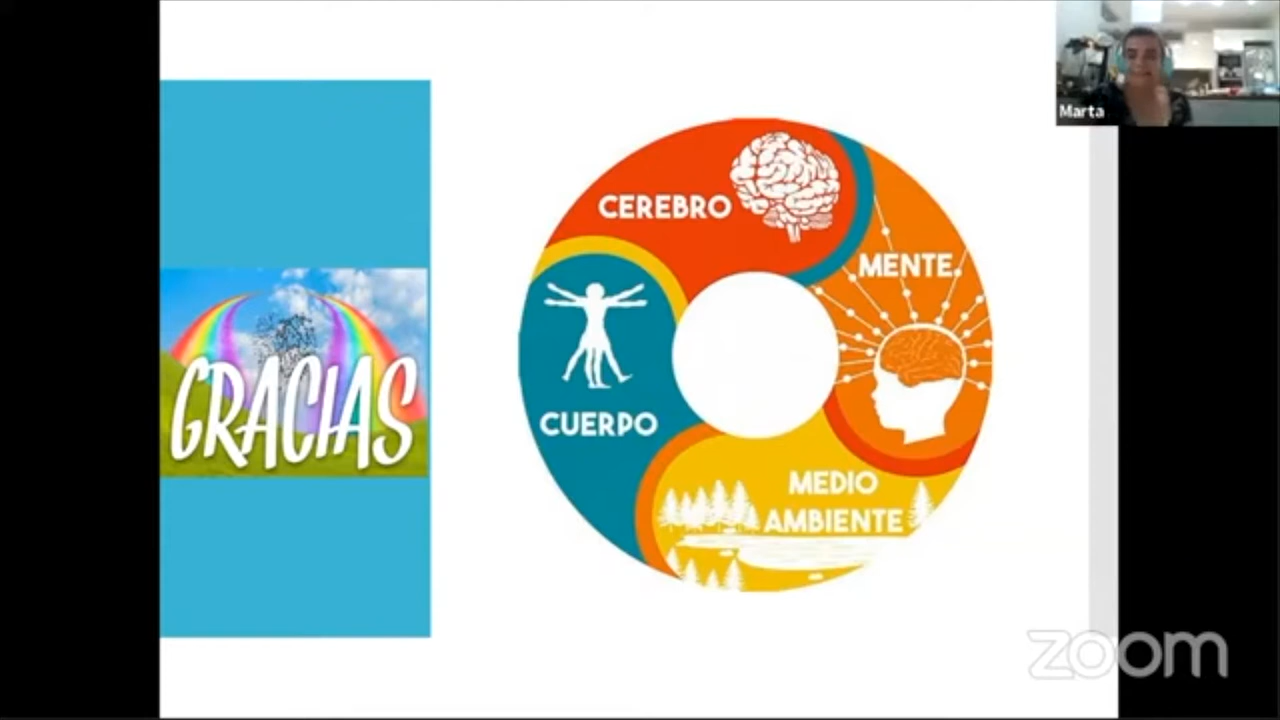 Marta
CEREBRO
MENTE
CUERPO
GRACIAS
MEDIO
AMBIENTE
zoom